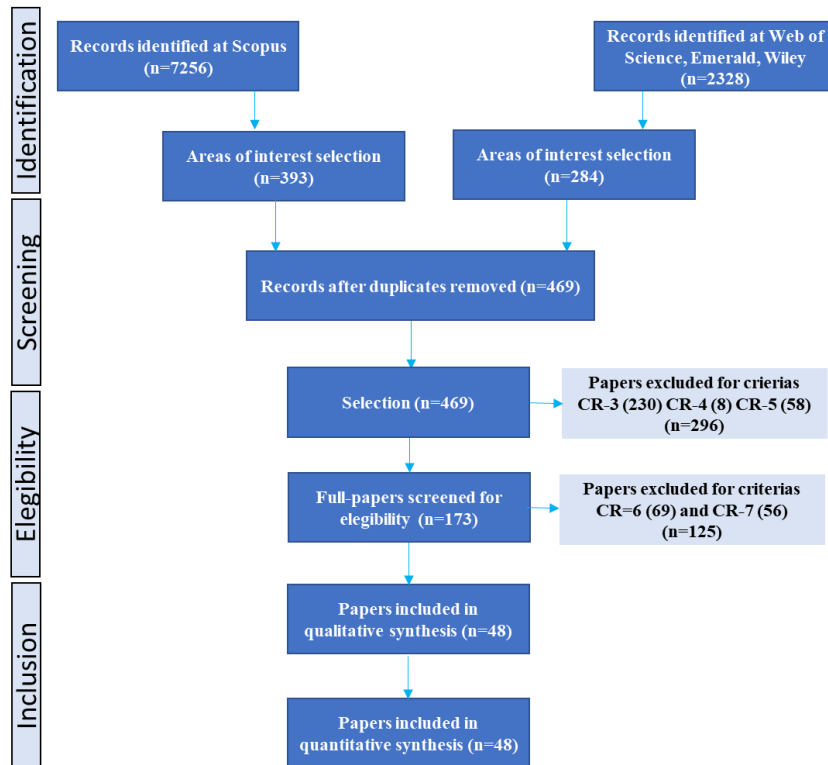 Identification
Records identified at Scopus
(n=7256)
Records identified at Web of
Science, Emerald, Wiley
(n=2328)
Areas of interest selection
(n=393)
Areas of interest selection
(n=284)
Screening
Records after duplicates removed (n=469)
Selection (n=469)
Papers excluded for crierias
CR-3 (230) CR-4 (8) CR-5 (58)
(n=296)
Elegibility
Full-papers screened for
elegibility (n=173)
Papers excluded for criterias
CR=6 (69) and CR-7 (56)
(n=125)
Inclusion
Papers included in
qualitative synthesis (n=48)
Papers included in
quantitative synthesis (n=48)